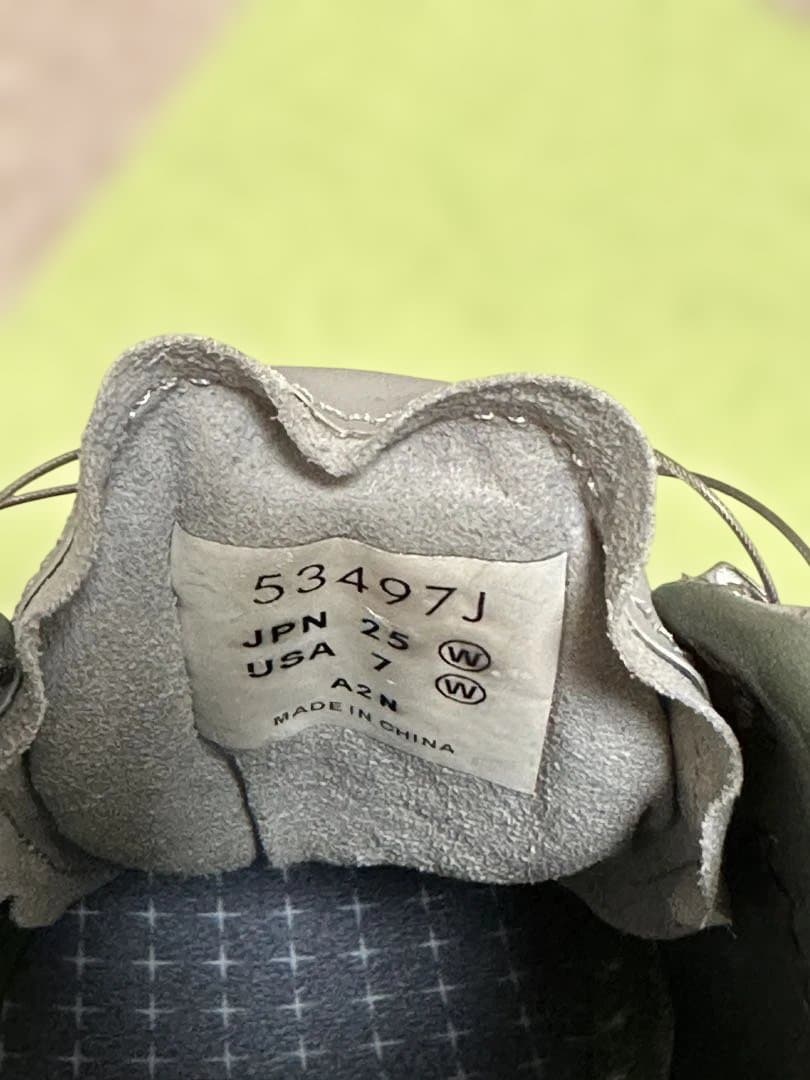 53497J
JPN 25 Ⓦ
USA 7 Ⓦ
A2N
MADE IN CHINA